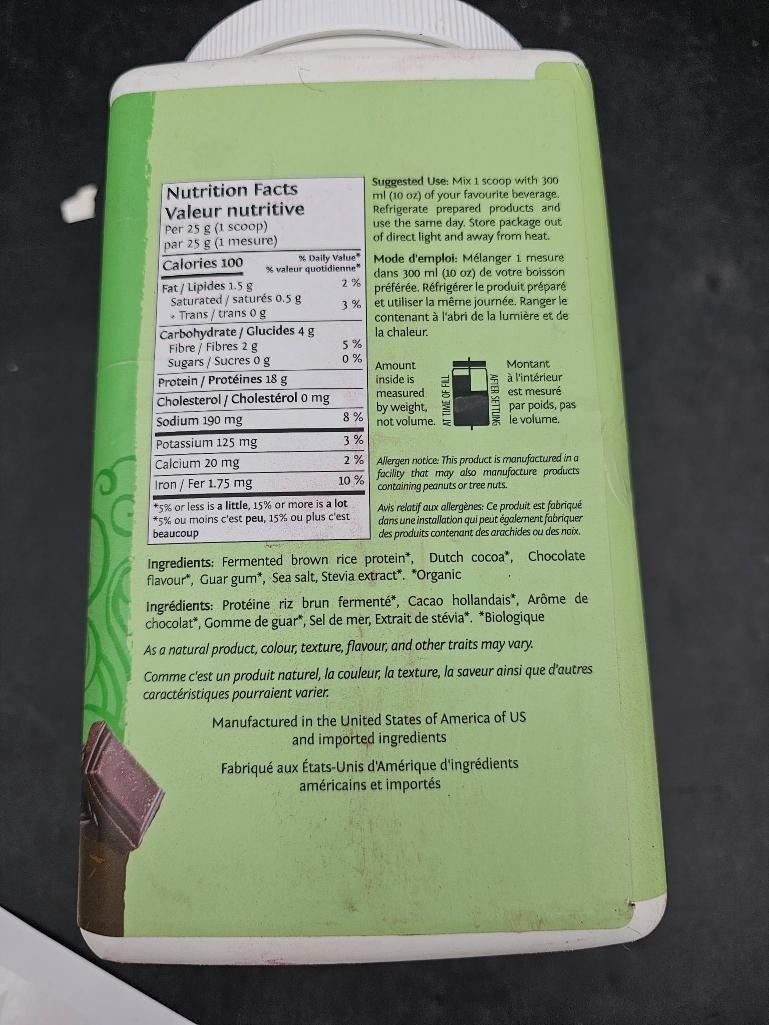 Nutrition Facts
Valeur nutritive
Per 25 g (1 scoop)
par 25 g (1 mesure)
Calories 100
% Daily Value*
% valeur quotidienne*
Fat / Lipides 1.5 g 2 %
Saturated / saturés 0.5 g
+ Trans / trans 0 g 3 %
Carbohydrate / Glucides 4 g
Fibre / Fibres 2 g 5 %
Sugars / Sucres 0 g 0 %
Protein / Protéines 18 g
Cholesterol / Cholestérol 0 mg
Sodium 190 mg 8 %
Potassium 125 mg 3 %
Calcium 20 mg 2 %
Iron / Fer 1.75 mg 10 %
*5% or less is a little, 15% or more is a lot
*5% ou moins c'est peu, 15% ou plus c'est
beaucoup
Suggested Use: Mix 1 scoop with 300
ml (10 oz) of your favourite beverage.
Refrigerate prepared products and
use the same day. Store package out
of direct light and away from heat.
Mode d'emploi: Mélanger 1 mesure
dans 300 ml (10 oz) de votre boisson
préférée. Réfrigérer le produit préparé
et utiliser la même journée. Ranger le
contenant à l'abri de la lumière et de
la chaleur.
Amount
inside is
measured
by weight,
not volume.
AT TIME OF FILL
AFTER SETTLING
Montant
à l'intérieur
est mesuré
par poids, pas
le volume.
Allergen notice: This product is manufactured in a
facility that may also manufacture products
containing peanuts or tree nuts.
Avis relatif aux allergènes: Ce produit est fabriqué
dans une installation qui peut également fabriquer
des produits contenant des arachides ou des noix.
Ingredients: Fermented brown rice protein*, Dutch cocoa*, Chocolate
flavour*, Guar gum*, Sea salt, Stevia extract*. *Organic
Ingrédients: Protéine riz brun fermenté*, Cacao hollandais*, Arôme de
chocolat*, Gomme de guar*, Sel de mer, Extrait de stévia*. *Biologique
As a natural product, colour, texture, flavour, and other traits may vary.
Comme c'est un produit naturel, la couleur, la texture, la saveur ainsi que d'autres
caractéristiques pourraient varier.
Manufactured in the United States of America of US
and imported ingredients
Fabriqué aux États-Unis d'Amérique d'ingrédients
américains et importés